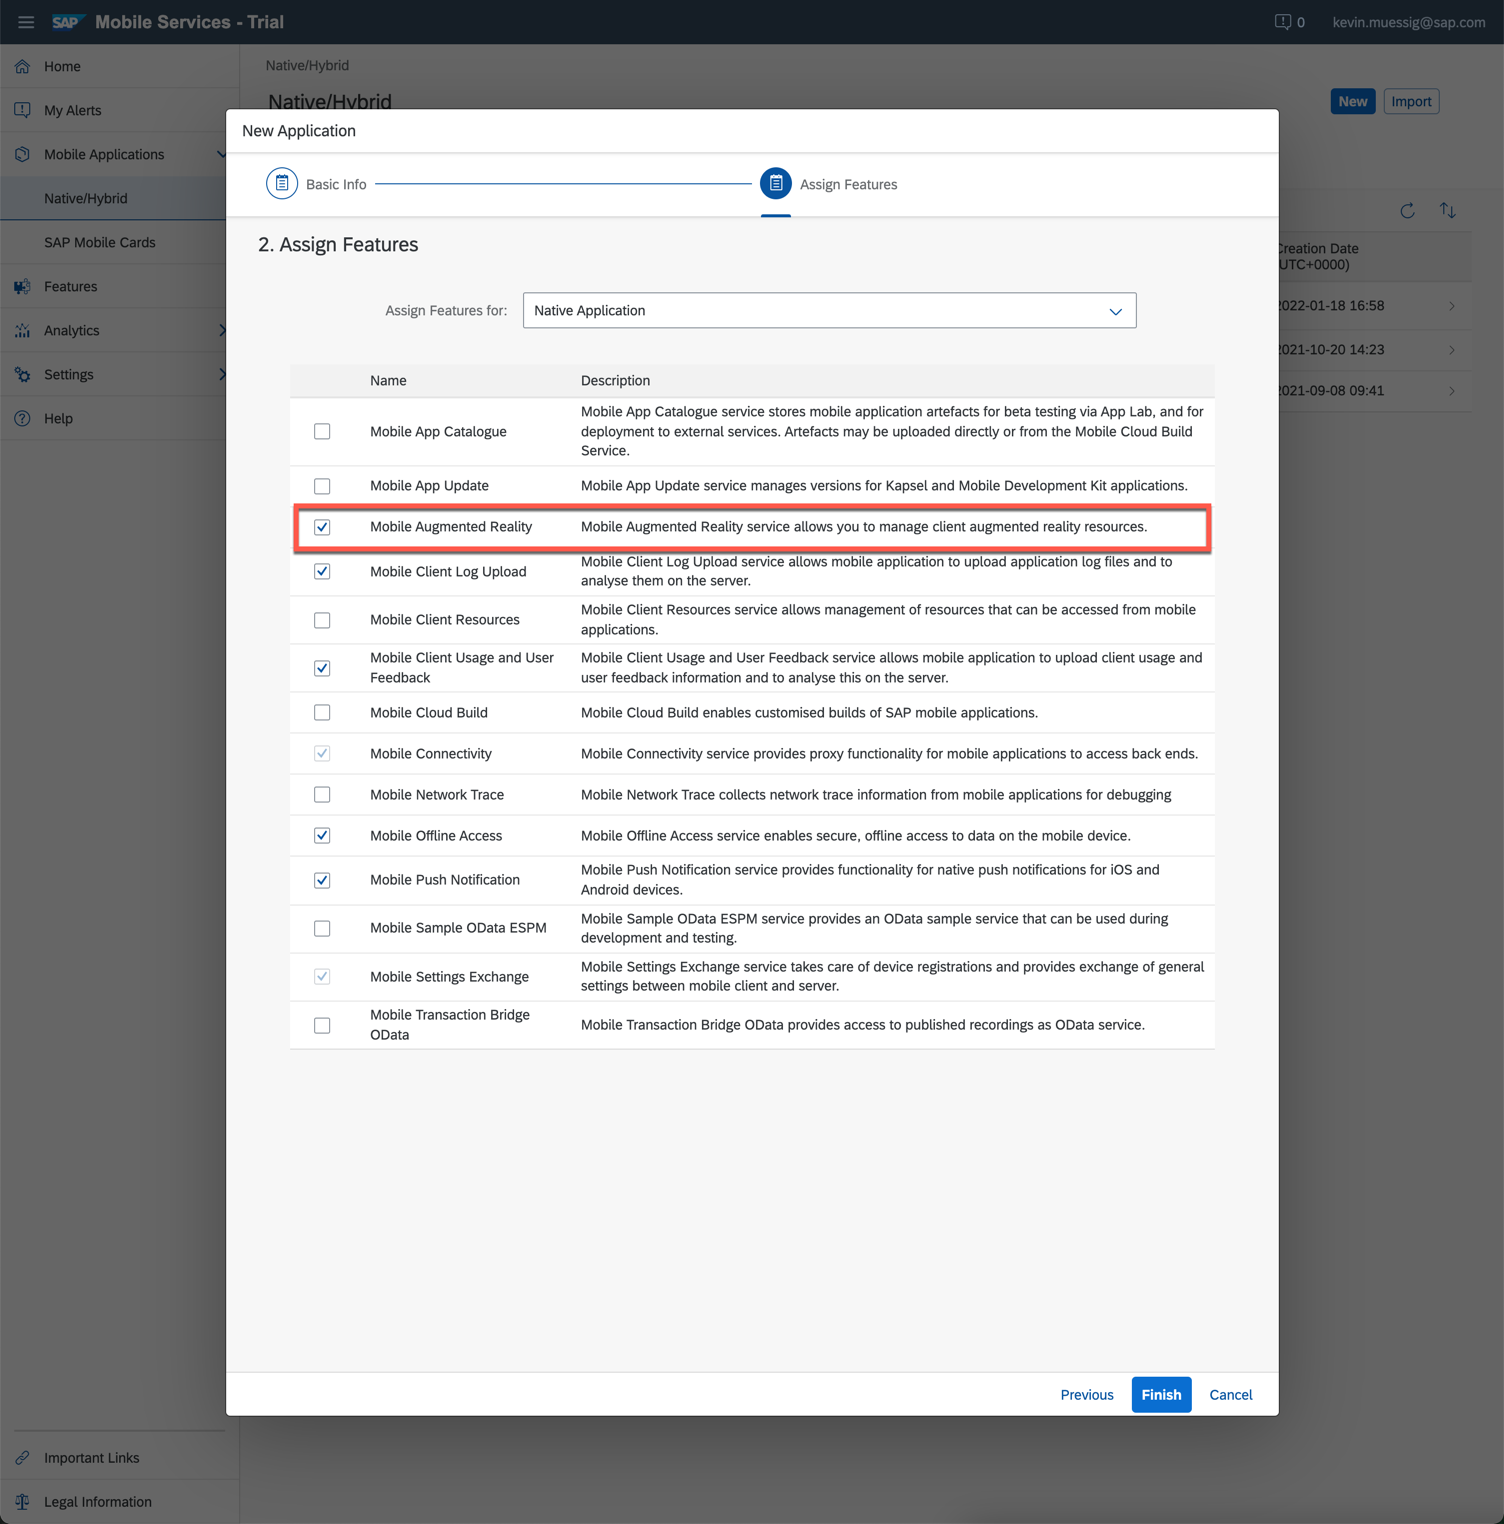 SAP Mobile Services - Trial
0 kevin.muessig@sap.com
Home
My Alerts
Mobile Applications
Native/Hybrid
SAP Mobile Cards
Features
Analytics
Settings
Help
Important Links
Legal Information
Native/Hybrid
Native/Hybrid
New Import
Creation Date
UTC+0000)
2022-01-18 16:58
2021-10-20 14:23
2021-09-08 09:41
New Application
Basic Info Assign Features
2. Assign Features
Assign Features for: Native Application
Name Description
Mobile App Catalogue
Mobile App Catalogue service stores mobile application artefacts for beta testing via App Lab, and for
deployment to external services. Artefacts may be uploaded directly or from the Mobile Cloud Build
Service.
Mobile App Update Mobile App Update service manages versions for Kapsel and Mobile Development Kit applications.
Mobile Augmented Reality Mobile Augmented Reality service allows you to manage client augmented reality resources.
Mobile Client Log Upload
Mobile Client Log Upload service allows mobile application to upload application log files and to
analyse them on the server.
Mobile Client Resources
Mobile Client Resources service allows management of resources that can be accessed from mobile
applications.
Mobile Client Usage and User
Feedback
Mobile Client Usage and User Feedback service allows mobile application to upload client usage and
user feedback information and to analyse this on the server.
Mobile Cloud Build Mobile Cloud Build enables customised builds of SAP mobile applications.
Mobile Connectivity Mobile Connectivity service provides proxy functionality for mobile applications to access back ends.
Mobile Network Trace Mobile Network Trace collects network trace information from mobile applications for debugging
Mobile Offline Access Mobile Offline Access service enables secure, offline access to data on the mobile device.
Mobile Push Notification
Mobile Push Notification service provides functionality for native push notifications for iOS and
Android devices.
Mobile Sample OData ESPM
Mobile Sample OData ESPM service provides an OData sample service that can be used during
development and testing.
Mobile Settings Exchange
Mobile Settings Exchange service takes care of device registrations and provides exchange of general
settings between mobile client and server.
Mobile Transaction Bridge
OData
Mobile Transaction Bridge OData provides access to published recordings as OData service.
Previous Finish Cancel